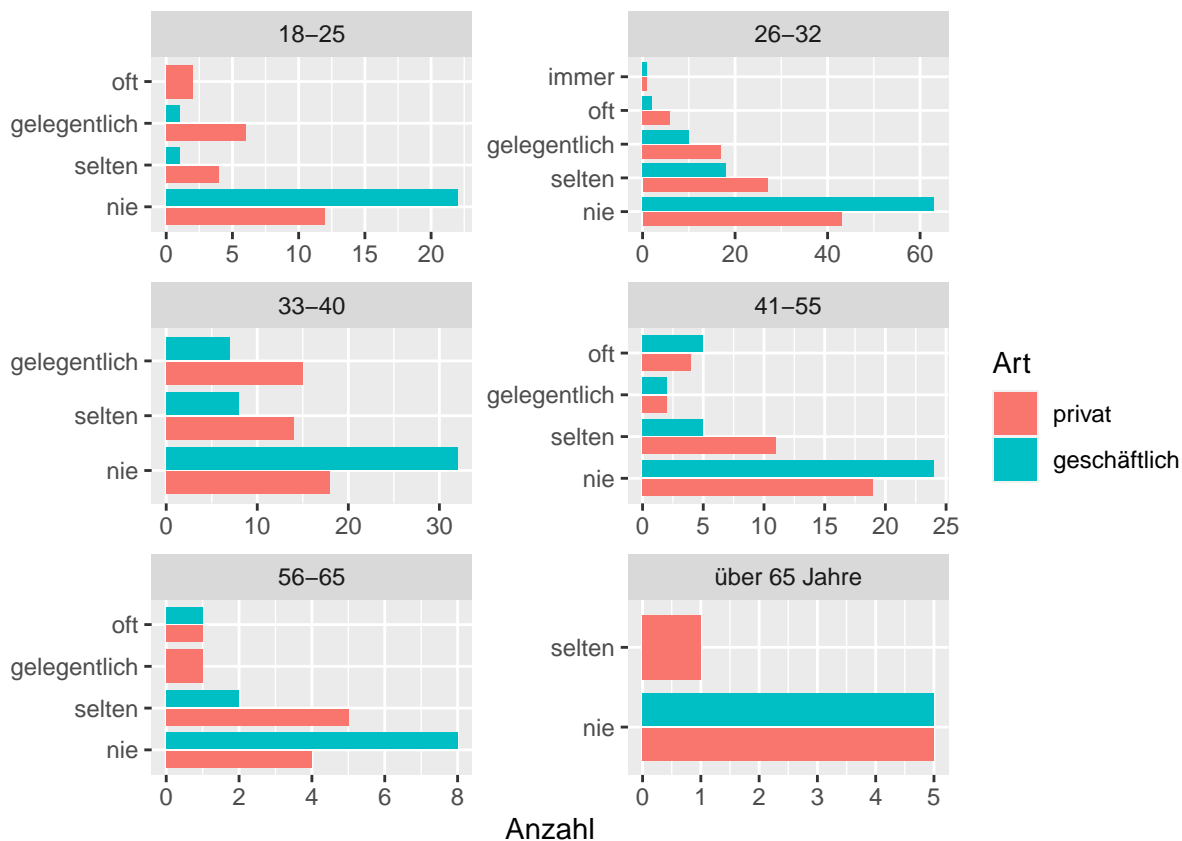 18−25
oft
gelegentlich
selten
nie
0 5 10 15 20
26−32
immer
oft
gelegentlich
selten
nie
0 20 40 60
33−40
gelegentlich
selten
nie
0 10 20 30
41−55
oft
gelegentlich
selten
nie
0 5 10 15 20 25
56−65
oft
gelegentlich
selten
nie
0 2 4 6 8
über 65 Jahre
selten
nie
0 1 2 3 4 5
Anzahl
Art
privat
geschäftlich